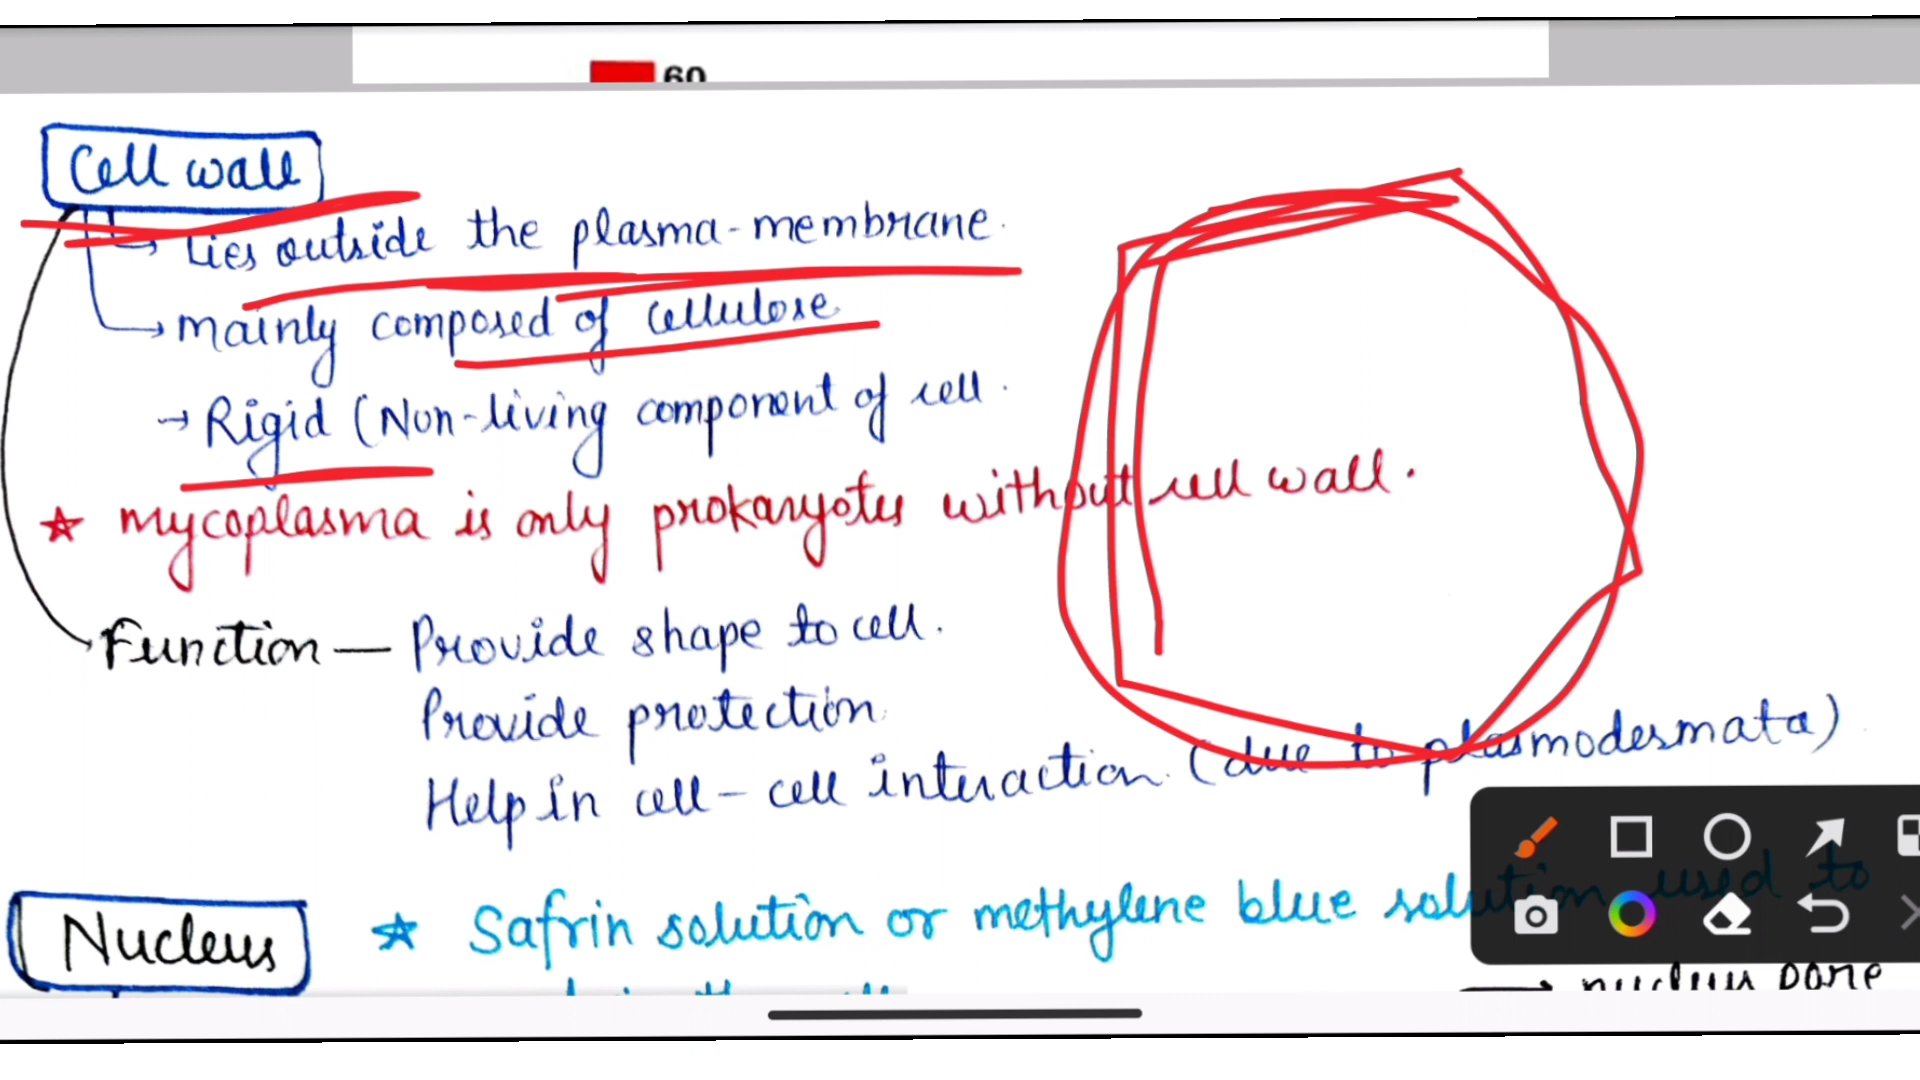 60
Cell wall
→ Lies outside the plasma-membrane.
→ mainly composed of cellulose
→ Rigid (Non-living component of cell.
★ mycoplasma is only prokaryotes without cell wall.
Function — Provide shape to cell.
Provide protection
Help in cell - cell interaction. (due to plasmodesmata)
Nucleus
★ Safrin solution or methylene blue solution used to
→ nucleus pore